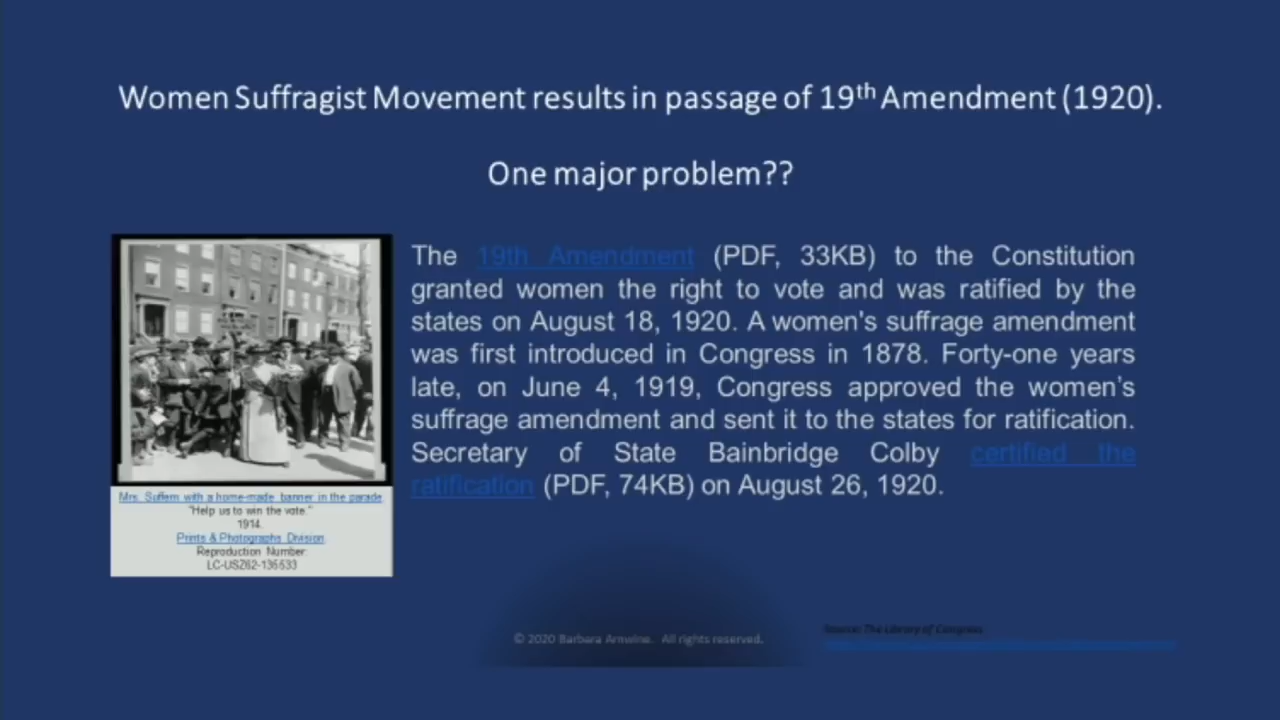 Women Suffragist Movement results in passage of 19th Amendment (1920).
One major problem??
The 19th Amendment (PDF, 33KB) to the Constitution
granted women the right to vote and was ratified by the
states on August 18, 1920. A women's suffrage amendment
was first introduced in Congress in 1878. Forty-one years
late, on June 4, 1919, Congress approved the women’s
suffrage amendment and sent it to the states for ratification.
Secretary of State Bainbridge Colby certified the
ratification (PDF, 74KB) on August 26, 1920.
Mrs. Suffern with a home-made banner in the parade
"Help us to win the vote."
1914.
Prints & Photographs Division.
Reproduction Number:
LC-USZ62-135533
© 2020 Barbara Arnwine. All rights reserved.
Source: The Library of Congress